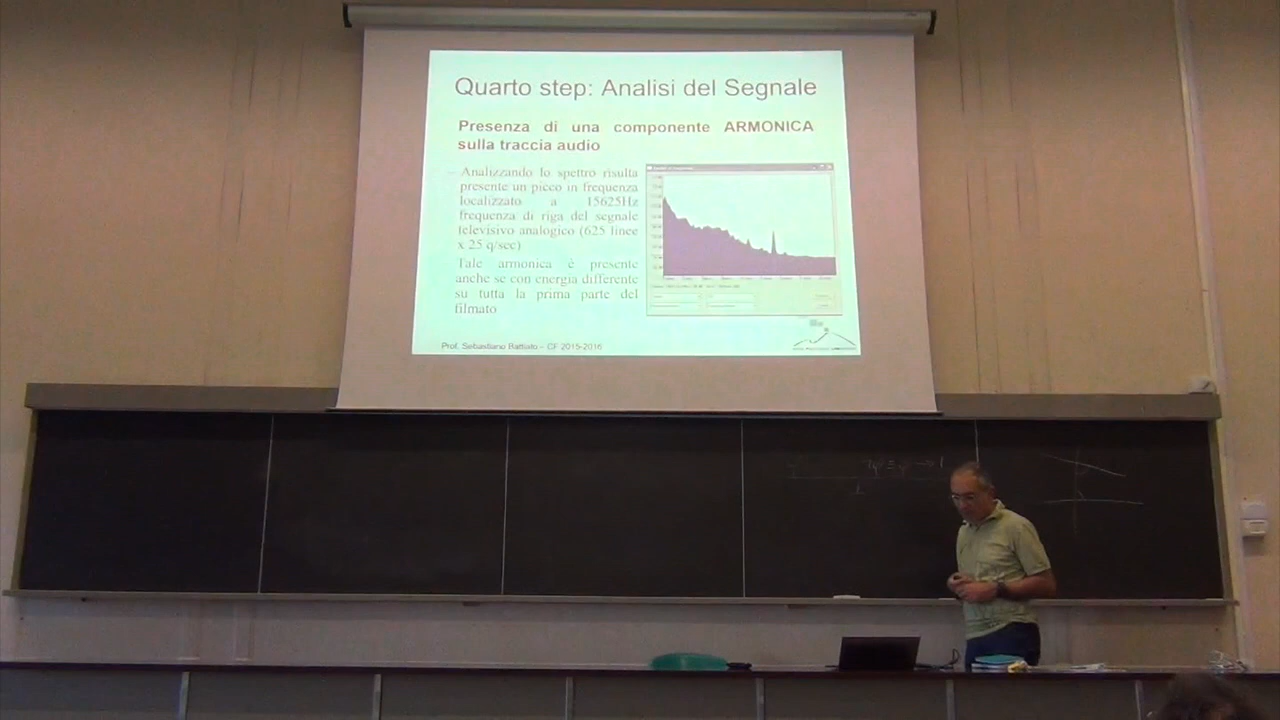 Quarto step: Analisi del Segnale
Presenza di una componente ARMONICA
sulla traccia audio
– Analizzando lo spettro risulta
presente un picco in frequenza
localizzato a 15625Hz
frequenza di riga del segnale
televisivo analogico (625 linee
x 25 q/sec)
– Tale armonica è presente
anche se con energia differente
su tutta la prima parte del
filmato
Prof. Sebastiano Battiato – CF 2015-2016